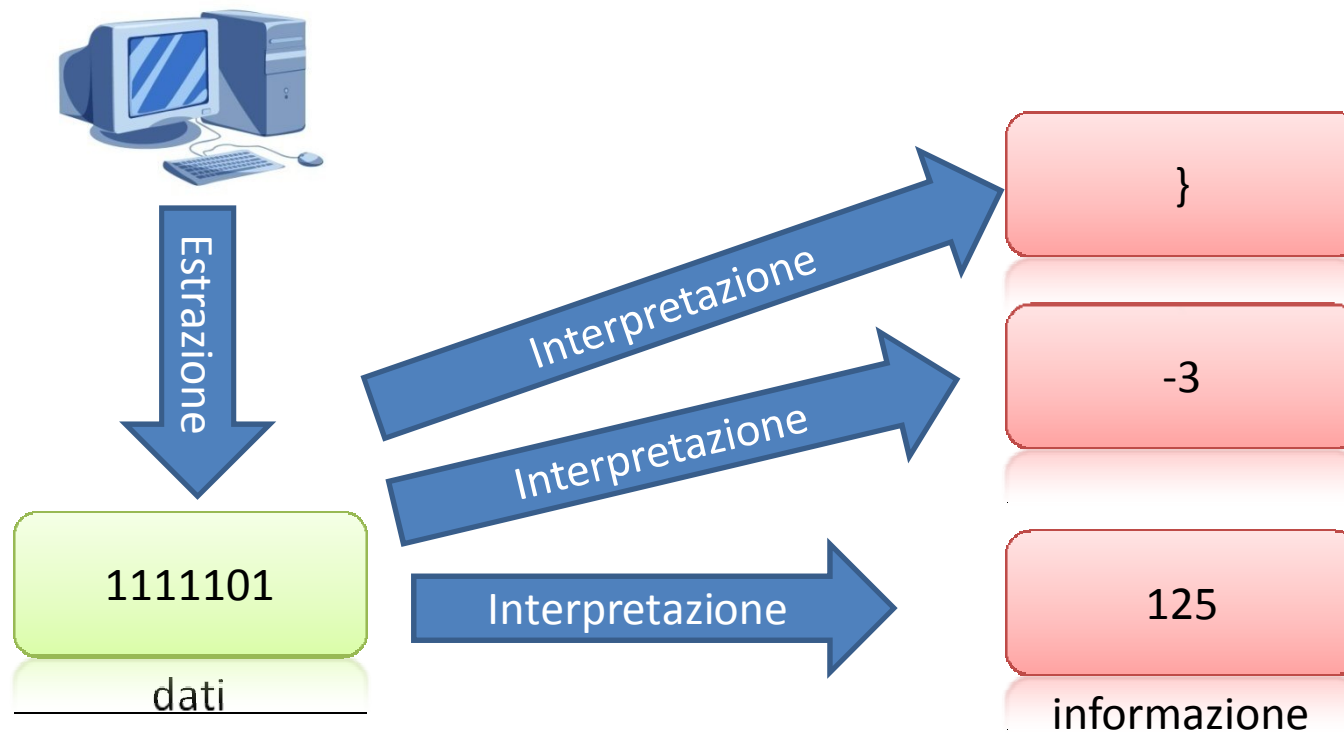 Estrazione
Interpretazione
}
Interpretazione
-3
1111101
Interpretazione
125
dati
informazione